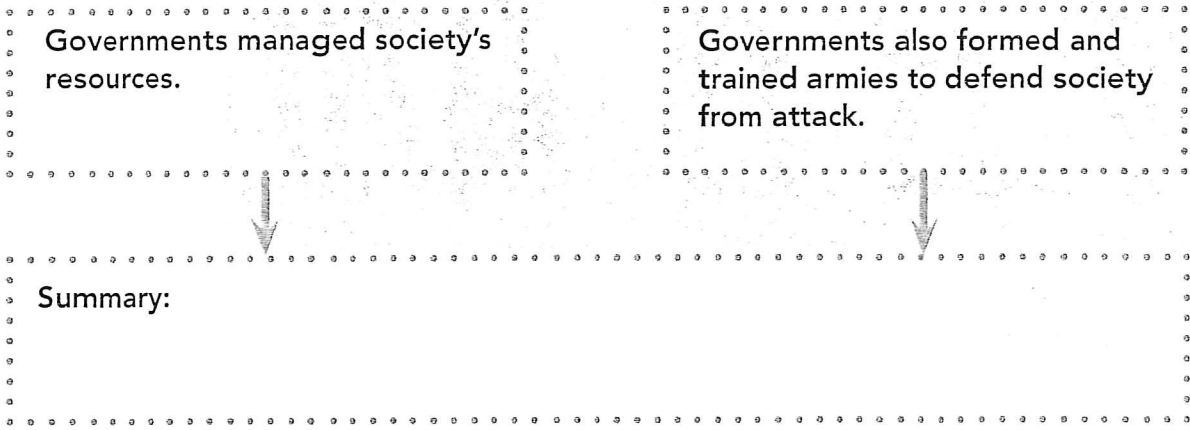 Governments managed society's
resources.
Governments also formed and
trained armies to defend society
from attack.
Summary: